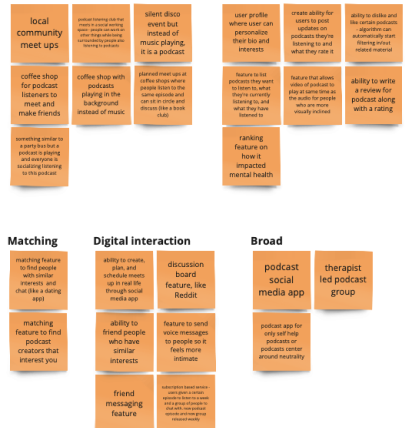 local
community
meet ups
podcast listening club that
meets in a social working
space - people can work on
other things while being
surrounded by people also
listening to podcasts
silent disco
event but
instead of
music playing,
it is a podcast
coffee shop
for podcast
listeners to
meet and
make friends
coffee shop with
podcasts
playing in the
background
instead of music
planned meet ups at
coffee shops where
people listen to the
same episode and
can sit in circle and
discuss (like a book
club)
something similar to
a party bus but a
podcast is playing
and everyone is
socializing listening
to this podcast
user profile
where user can
personalize
their bio and
interests
create ability for
users to post
updates on
podcasts they're
listening to and
what they rate it
ability to dislike and
like certain podcasts
- algorithm can
automatically start
filtering in/out
related material
feature to list
podcasts they want
to listen to, what
they're currently
listening to, and
what they have
listened to
feature that allows
video of podcast to
play at same time as
the audio for people
who are more
visually inclined
ability to write
a review for
podcast along
with a rating
ranking
feature on
how it
impacted
mental health
Matching
matching feature
to find people
with similar
interests and
chat (like a dating
app)
matching
feature to find
podcast
creators that
interest you
Digital interaction
ability to create,
plan, and
schedule meets
up in real life
through social
media app
discussion
board
feature, like
Reddit
ability to
friend people
who have
similar
interests
feature to send
voice messages
to people so it
feels more
intimate
friend
messaging
feature
subscription based service -
users given a certain
episode to listen to a week
and a group of people to
chat with, new podcast
episode and new group
released weekly
Broad
podcast
social
media app
therapist
led podcast
group
podcast app for
only self help
podcasts or
podcasts center
around neutrality